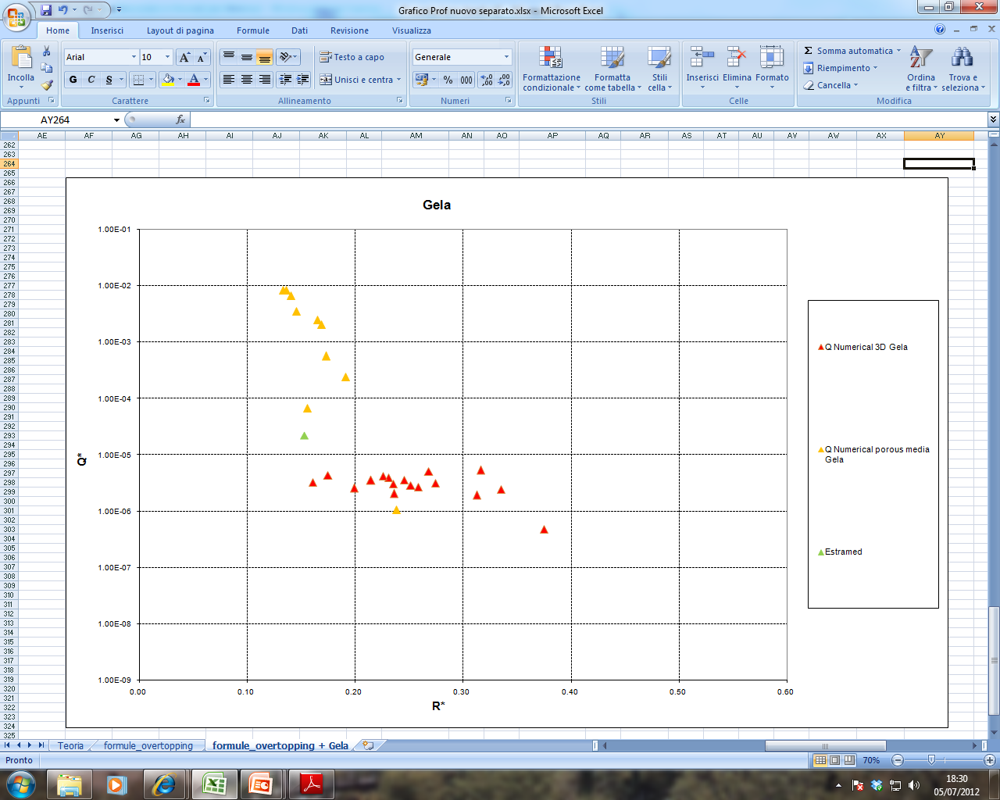 Grafico Prof nuovo separato.xlsx - Microsoft Excel
Home Inserisci Layout di pagina Formule Dati Revisione Visualizza
Incolla
Appunti
Arial 10
G C S
Carattere
Testo a capo
Unisci e centra
Allineamento
Generale
% 000
Numeri
Formattazione condizionale
Formatta come tabella
Stili cella
Stili
Inserisci Elimina Formato
Celle
Somma automatica
Riempimento
Cancella
Ordina e filtra
Trova e seleziona
Modifica
AY264 fx
AE AF AG AH AI AJ AK AL AM AN AO AP AQ AR AS AT AU AV AW AX AY
262
263
264
265
266
267
268
269
270
271
272
273
274
275
276
277
278
279
280
281
282
283
284
285
286
287
288
289
290
291
292
293
294
295
296
297
298
299
300
301
302
303
304
305
306
307
308
309
310
311
312
313
314
315
316
317
318
319
320
321
322
323
324
325
Gela
1.00E-01
1.00E-02
1.00E-03
1.00E-04
1.00E-05
1.00E-06
1.00E-07
1.00E-08
1.00E-09
Q*
0.00 0.10 0.20 0.30 0.40 0.50 0.60
R*
Q Numerical 3D Gela
Q Numerical porous media
Gela
Estramed
Teoria formule_overtopping formule_overtopping + Gela
Pronto 70%
18:30
05/07/2012